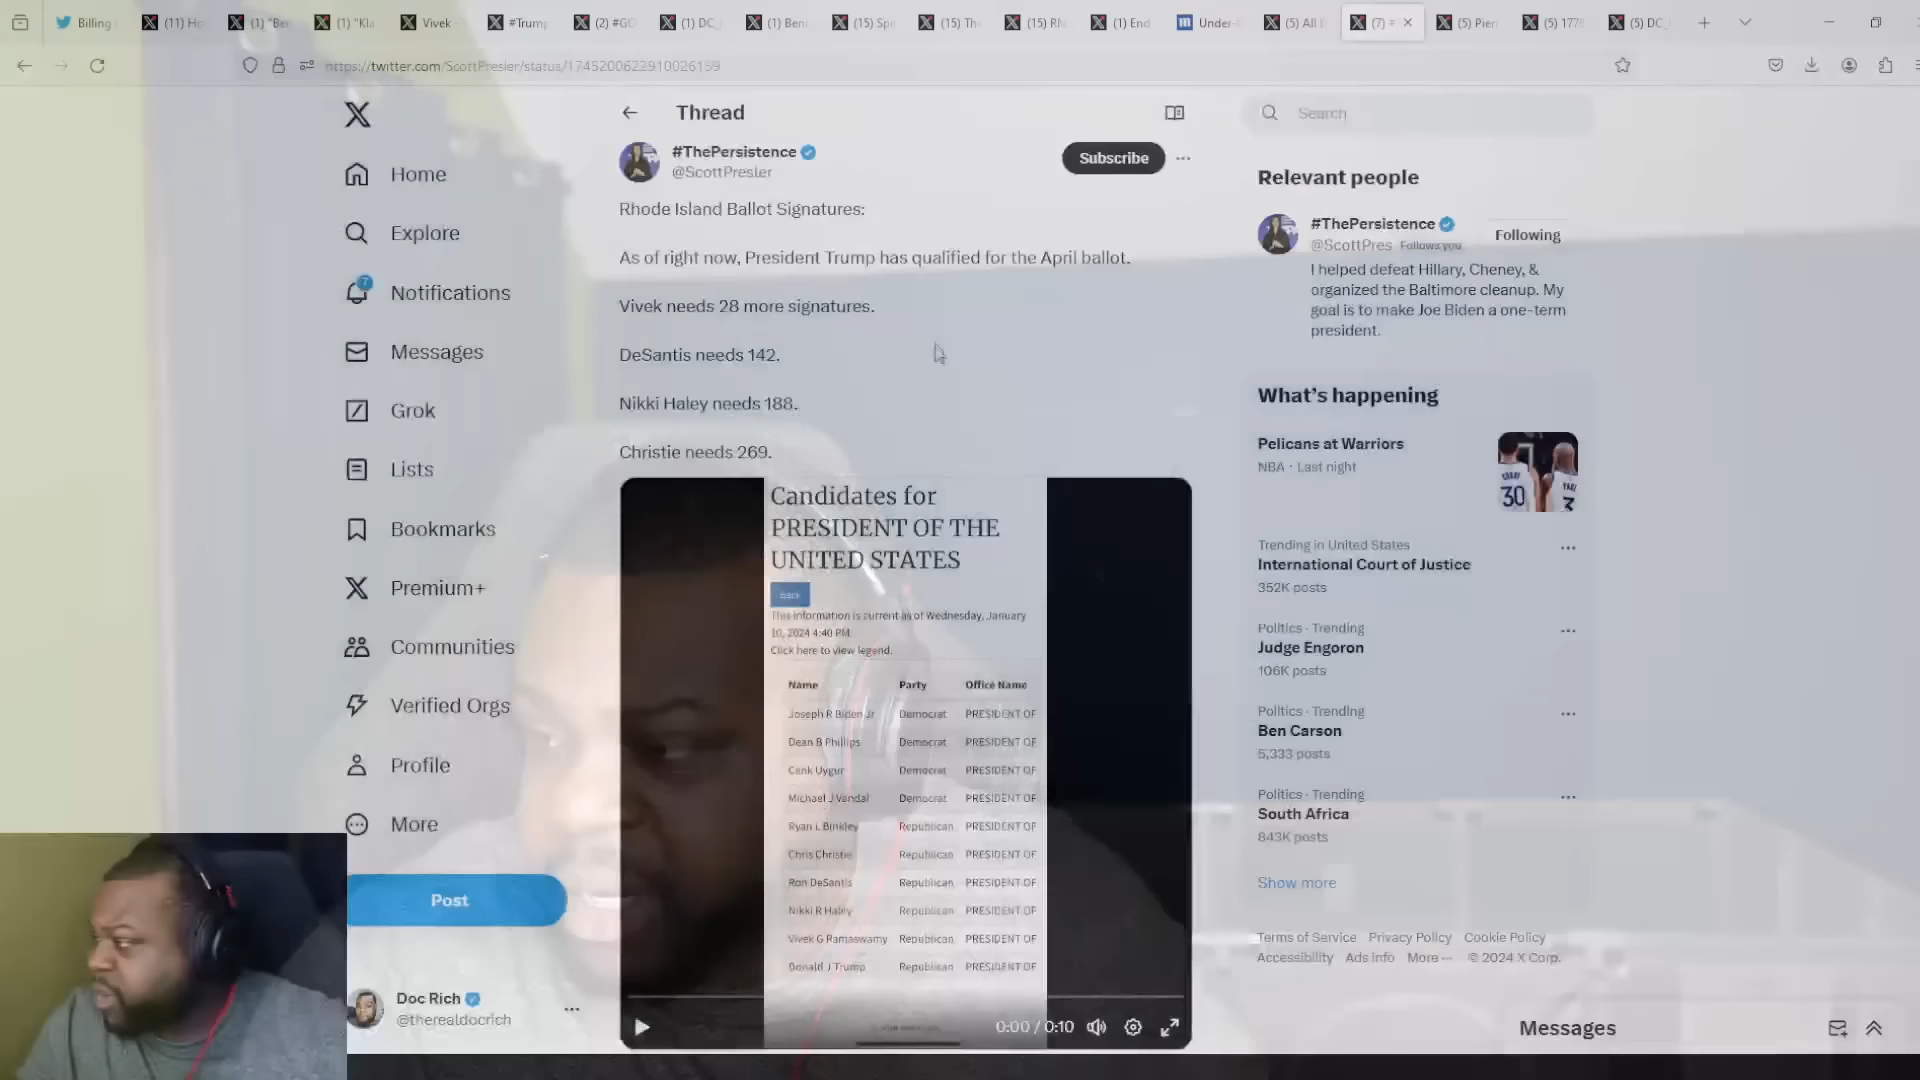 Billing
(11) Ho
(1) "Be
(1) "Kla
Vivek
#Trump
(2) #GO
(1) DC_
(1) Ben
(15) Spe
(15) The
(15) RN
(1) End
Under-
(5) All
(7) #
(5) Pier
(5) 1776
(5) DC_
https://twitter.com/ScottPresler/status/1745200622910026159
Thread
Search
#ThePersistence
@ScottPresler
Subscribe
Rhode Island Ballot Signatures:
As of right now, President Trump has qualified for the April ballot.
Vivek needs 28 more signatures.
DeSantis needs 142.
Nikki Haley needs 188.
Christie needs 269.
Candidates for
PRESIDENT OF THE
UNITED STATES
Back
This information is current as of Wednesday, January
10, 2024 4:40 PM
Click here to view legend.
Name Party Office Name
Joseph R Biden Jr Democrat PRESIDENT OF
Dean B Phillips Democrat PRESIDENT OF
Cenk Uygur Democrat PRESIDENT OF
Michael J Vandal Democrat PRESIDENT OF
Ryan L Binkley Republican PRESIDENT OF
Chris Christie Republican PRESIDENT OF
Ron DeSantis Republican PRESIDENT OF
Nikki R Haley Republican PRESIDENT OF
Vivek G Ramaswamy Republican PRESIDENT OF
Donald J Trump Republican PRESIDENT OF
0:00 / 0:10
Home
Explore
7
Notifications
Messages
Grok
Lists
Bookmarks
Premium+
Communities
Verified Orgs
Profile
More
Post
Doc Rich
@therealdocrich
Relevant people
#ThePersistence
@ScottPres Follows you
Following
I helped defeat Hillary, Cheney, &
organized the Baltimore cleanup. My
goal is to make Joe Biden a one-term
president.
What's happening
Pelicans at Warriors
NBA · Last night
30
3
Trending in United States
International Court of Justice
352K posts
Politics · Trending
Judge Engoron
106K posts
Politics · Trending
Ben Carson
5,333 posts
Politics · Trending
South Africa
843K posts
Show more
Terms of Service Privacy Policy Cookie Policy
Accessibility Ads info More ··· © 2024 X Corp.
Messages